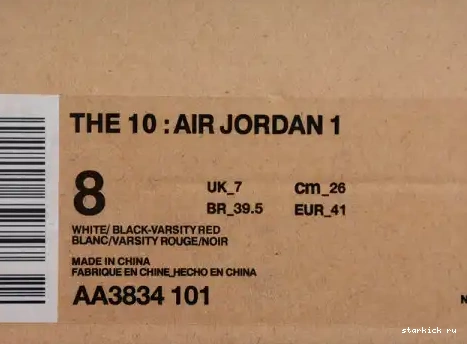 THE 10 : AIR JORDAN 1
8
UK_7 cm_26
BR_39.5 EUR_41
WHITE/ BLACK-VARSITY RED
BLANC/VARSITY ROUGE/NOIR
MADE IN CHINA
FABRIQUE EN CHINE_HECHO EN CHINA
AA3834 101
N
starkick ru